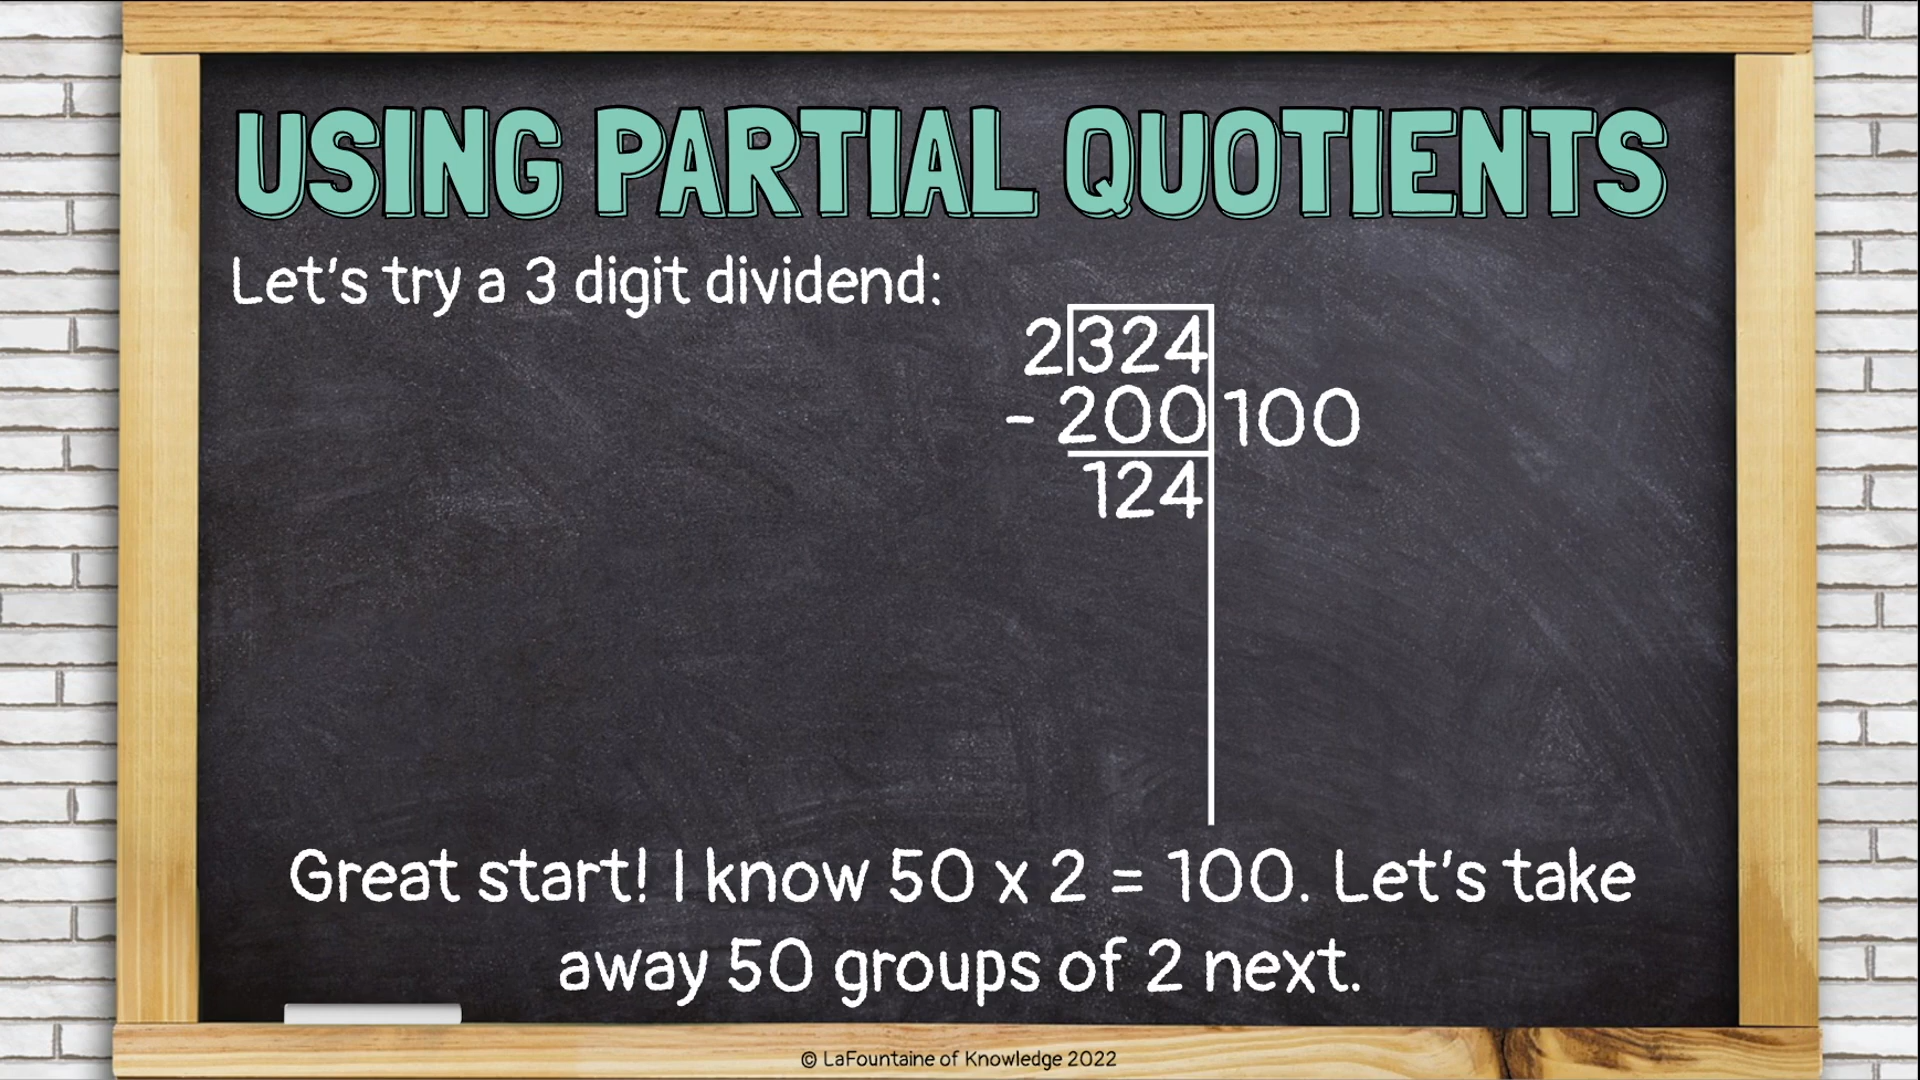 USING PARTIAL QUOTIENTS
Let's try a 3 digit dividend:
2 324
- 200 100
124
Great start! I know 50 x 2 = 100. Let's take
away 50 groups of 2 next.
© LaFountaine of Knowledge 2022